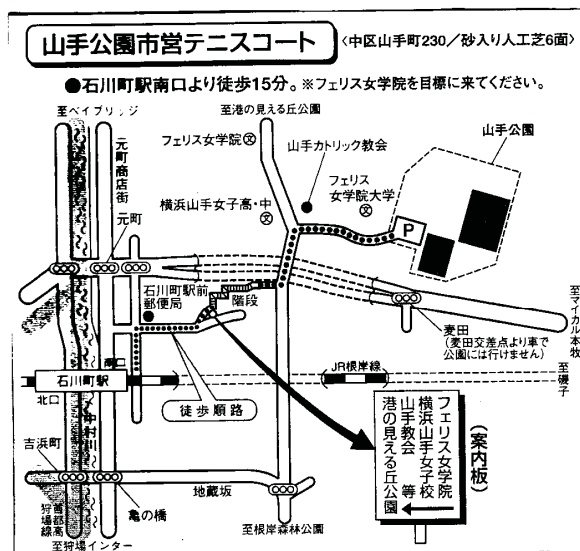 山手公園市営テニスコート
〈中区山手町230／砂入り人工芝6面〉
●石川町駅南口より徒歩15分。※フェリス女学院を目標に来てください。
至ベイブリッジ
至港の見える丘公園
山手公園
フェリス女学院㊛
山手カトリック教会
元町商店街
フェリス
女学院大学
横浜山手女子高・中
P
元町
石川町駅前
郵便局
階段
至マイカル本牧
麦田
(麦田交差点より車で
公園には行けません)
南口
石川町駅
JR根岸線
至磯子
北口
徒歩順路
中村川
フェリス女学院
横浜山手女子校
山手教会 等
港の見える丘公園
(案内板)
吉浜町
地蔵坂
亀の橋
首都高
狩場線
至狩場インター
至根岸森林公園